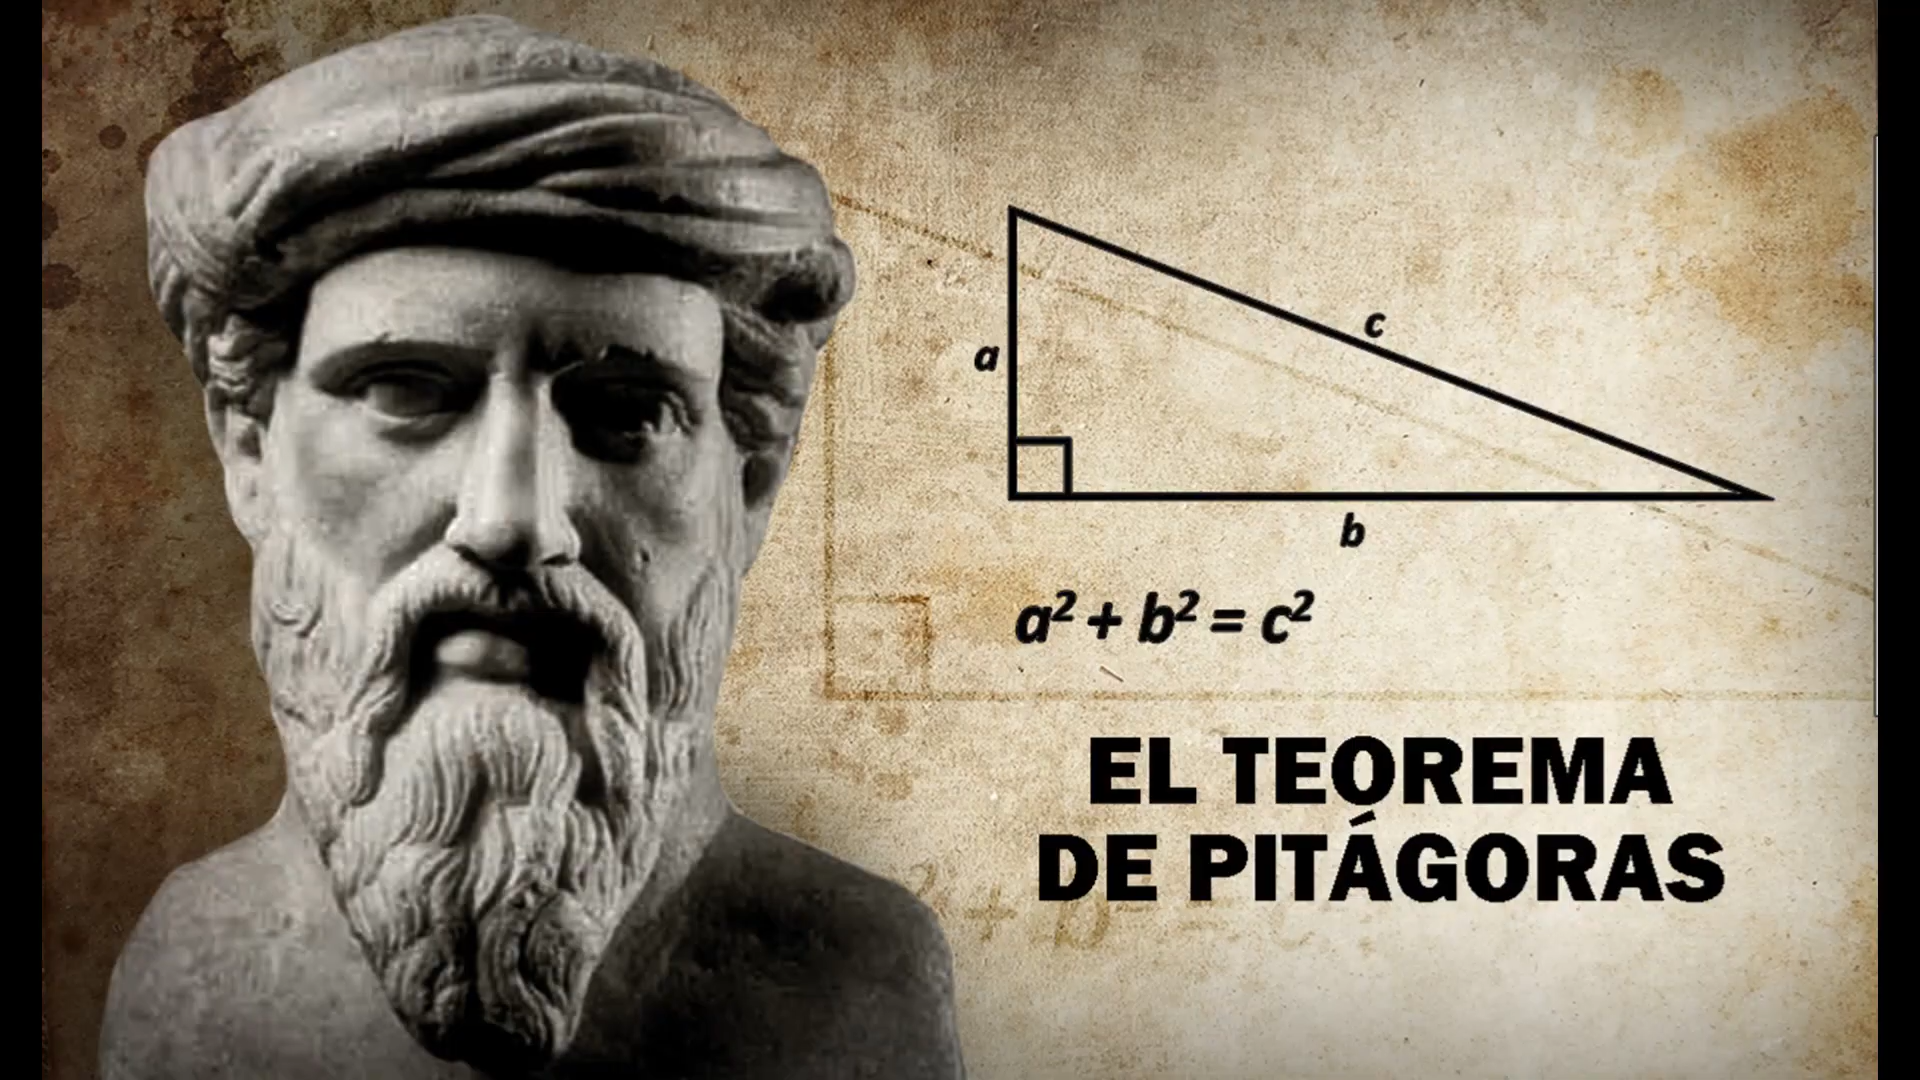 a
c
b
a² + b² = c²
EL TEOREMA
DE PITÁGORAS